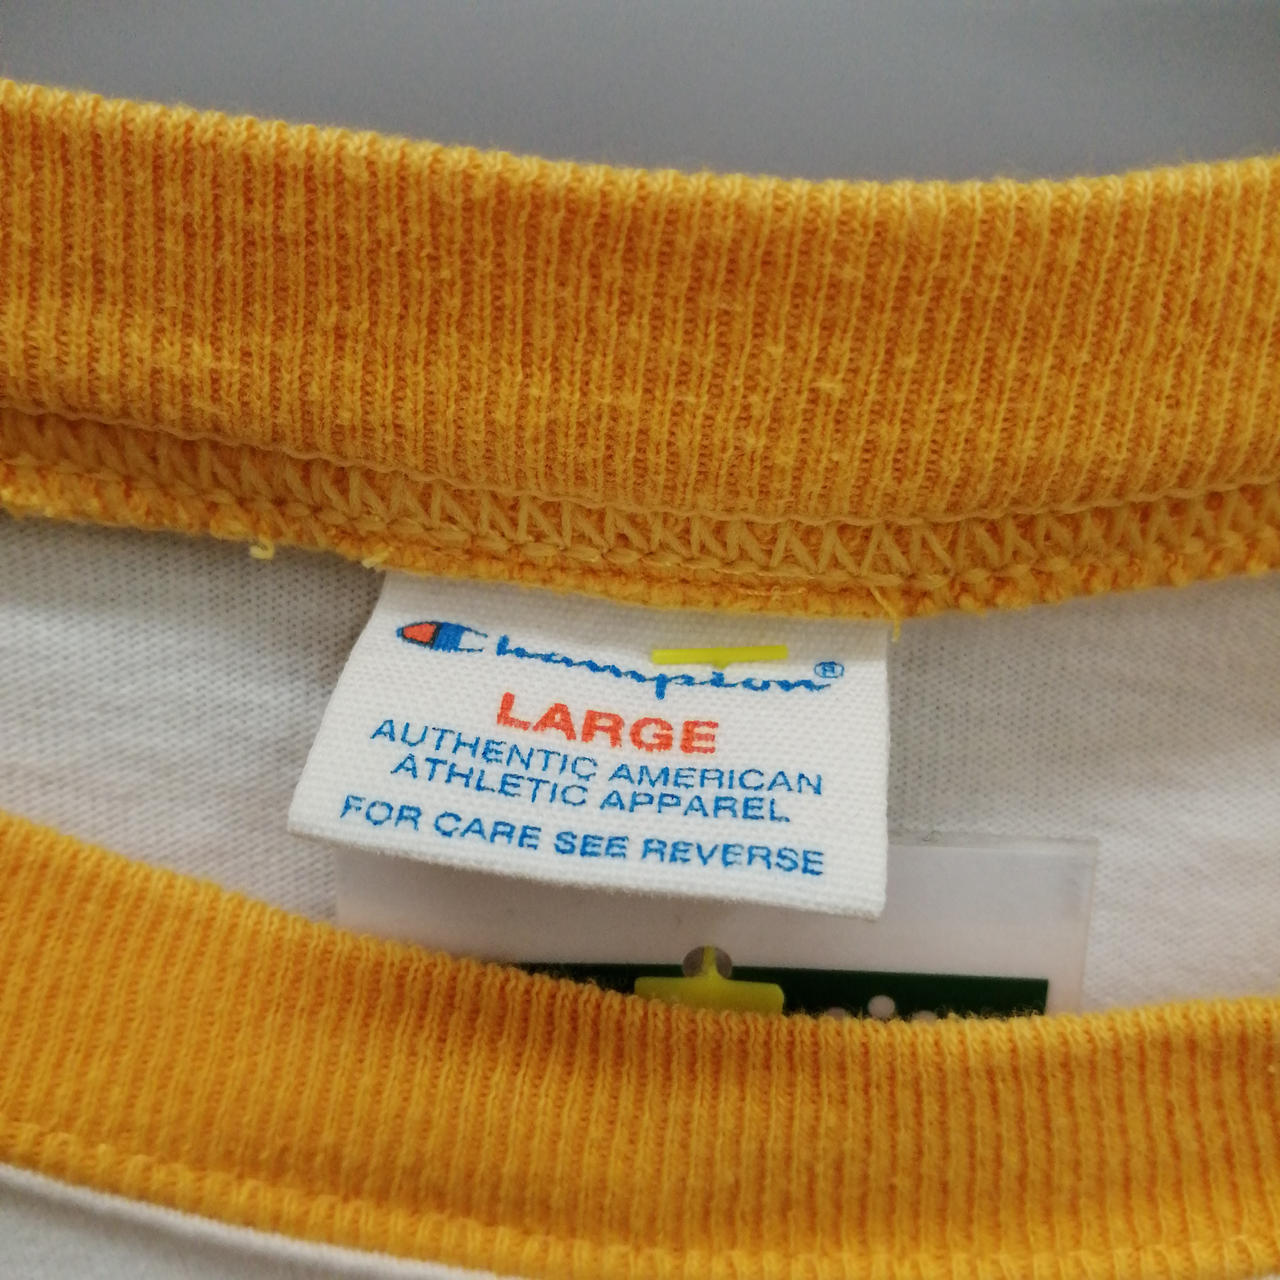 Champion®
LARGE
AUTHENTIC AMERICAN
ATHLETIC APPAREL
FOR CARE SEE REVERSE